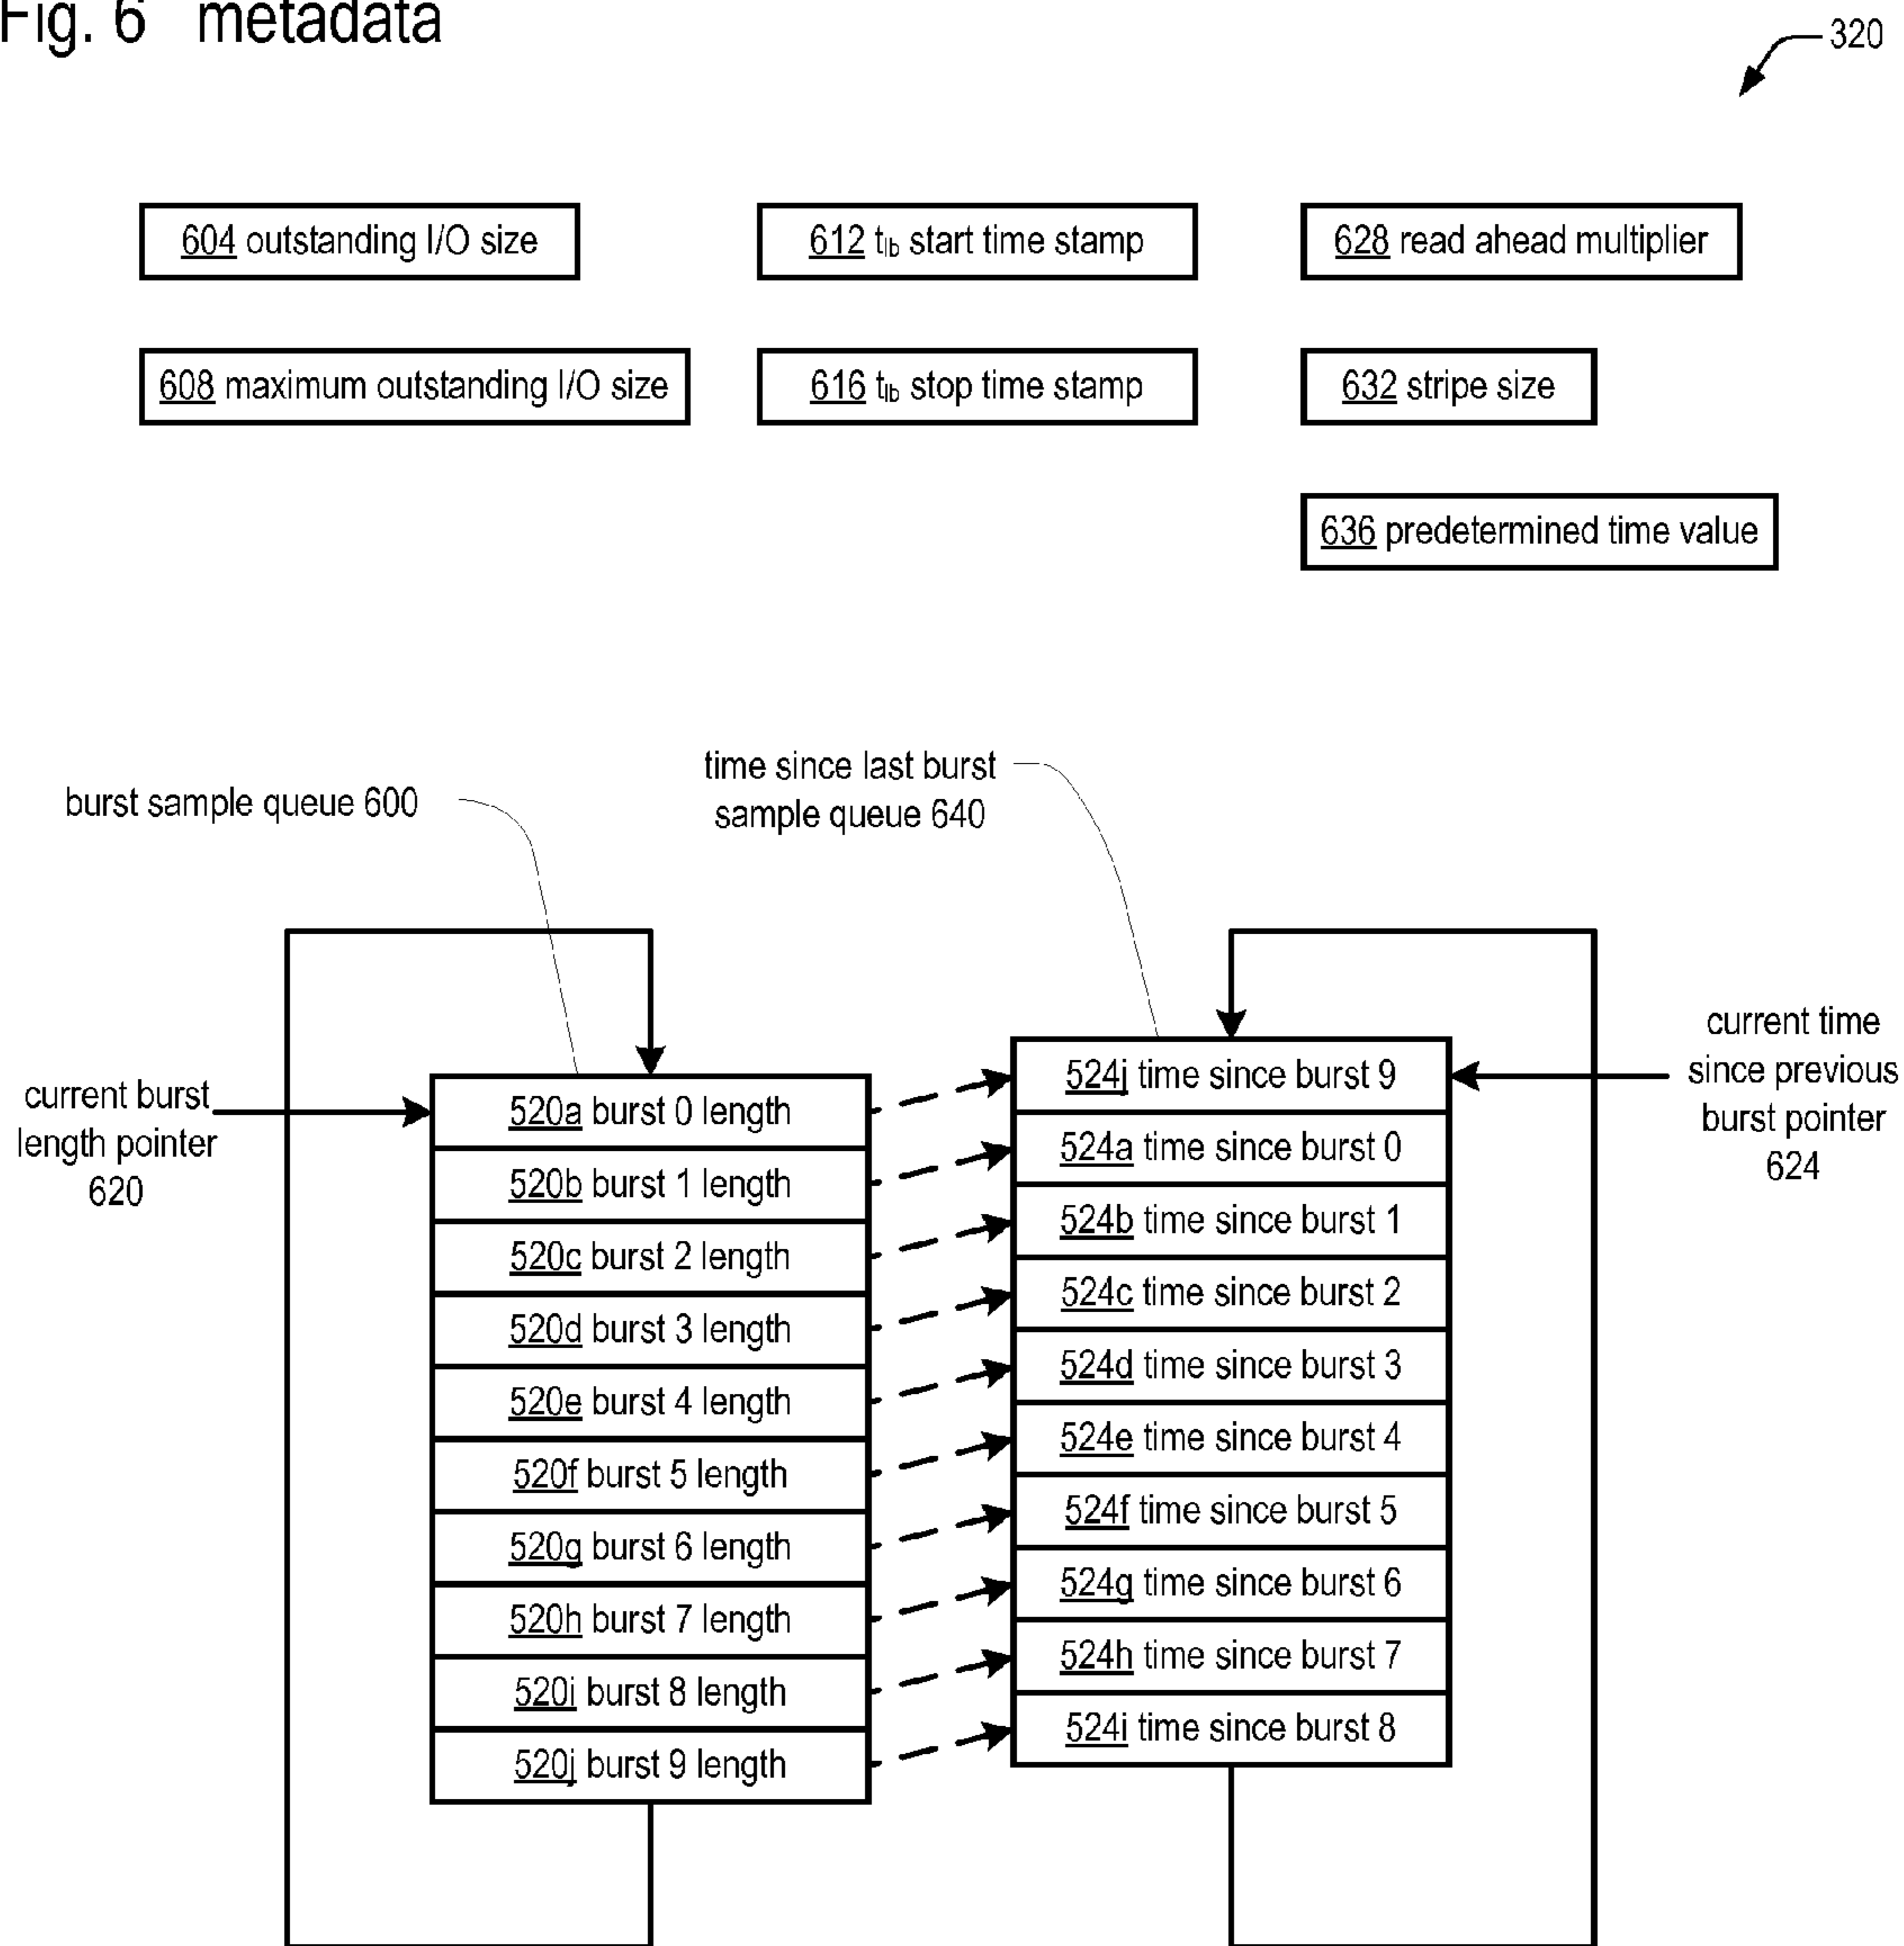 Fig. 6 metadata
320
604 outstanding I/O size
612 tlb start time stamp
628 read ahead multiplier
608 maximum outstanding I/O size
616 tlb stop time stamp
632 stripe size
636 predetermined time value
burst sample queue 600
time since last burst
sample queue 640
current burst
length pointer
620
520a burst 0 length
520b burst 1 length
520c burst 2 length
520d burst 3 length
520e burst 4 length
520f burst 5 length
520g burst 6 length
520h burst 7 length
520i burst 8 length
520j burst 9 length
524j time since burst 9
524a time since burst 0
524b time since burst 1
524c time since burst 2
524d time since burst 3
524e time since burst 4
524f time since burst 5
524g time since burst 6
524h time since burst 7
524i time since burst 8
current time
since previous
burst pointer
624